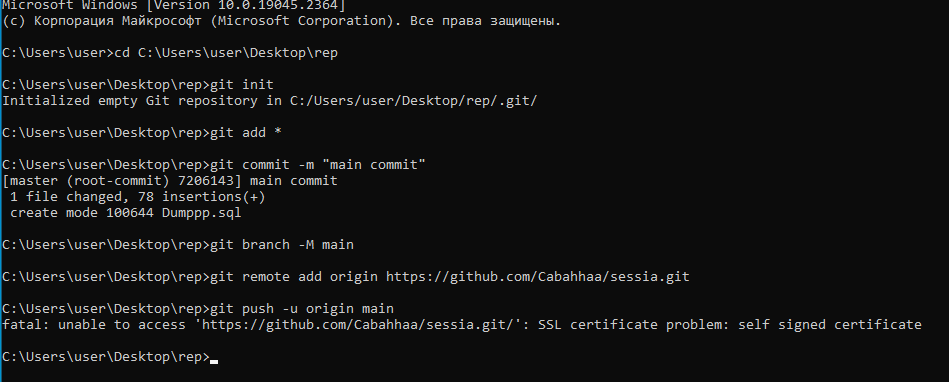 Microsoft Windows [Version 10.0.19045.2364]
(c) Корпорация Майкрософт (Microsoft Corporation). Все права защищены.
C:\Users\user>cd C:\Users\user\Desktop\rep
C:\Users\user\Desktop\rep>git init
Initialized empty Git repository in C:/Users/user/Desktop/rep/.git/
C:\Users\user\Desktop\rep>git add *
C:\Users\user\Desktop\rep>git commit -m "main commit"
[master (root-commit) 7206143] main commit
 1 file changed, 78 insertions(+)
 create mode 100644 Dumppp.sql
C:\Users\user\Desktop\rep>git branch -M main
C:\Users\user\Desktop\rep>git remote add origin https://github.com/Cabahhaa/sessia.git
C:\Users\user\Desktop\rep>git push -u origin main
fatal: unable to access 'https://github.com/Cabahhaa/sessia.git/': SSL certificate problem: self signed certificate
C:\Users\user\Desktop\rep>